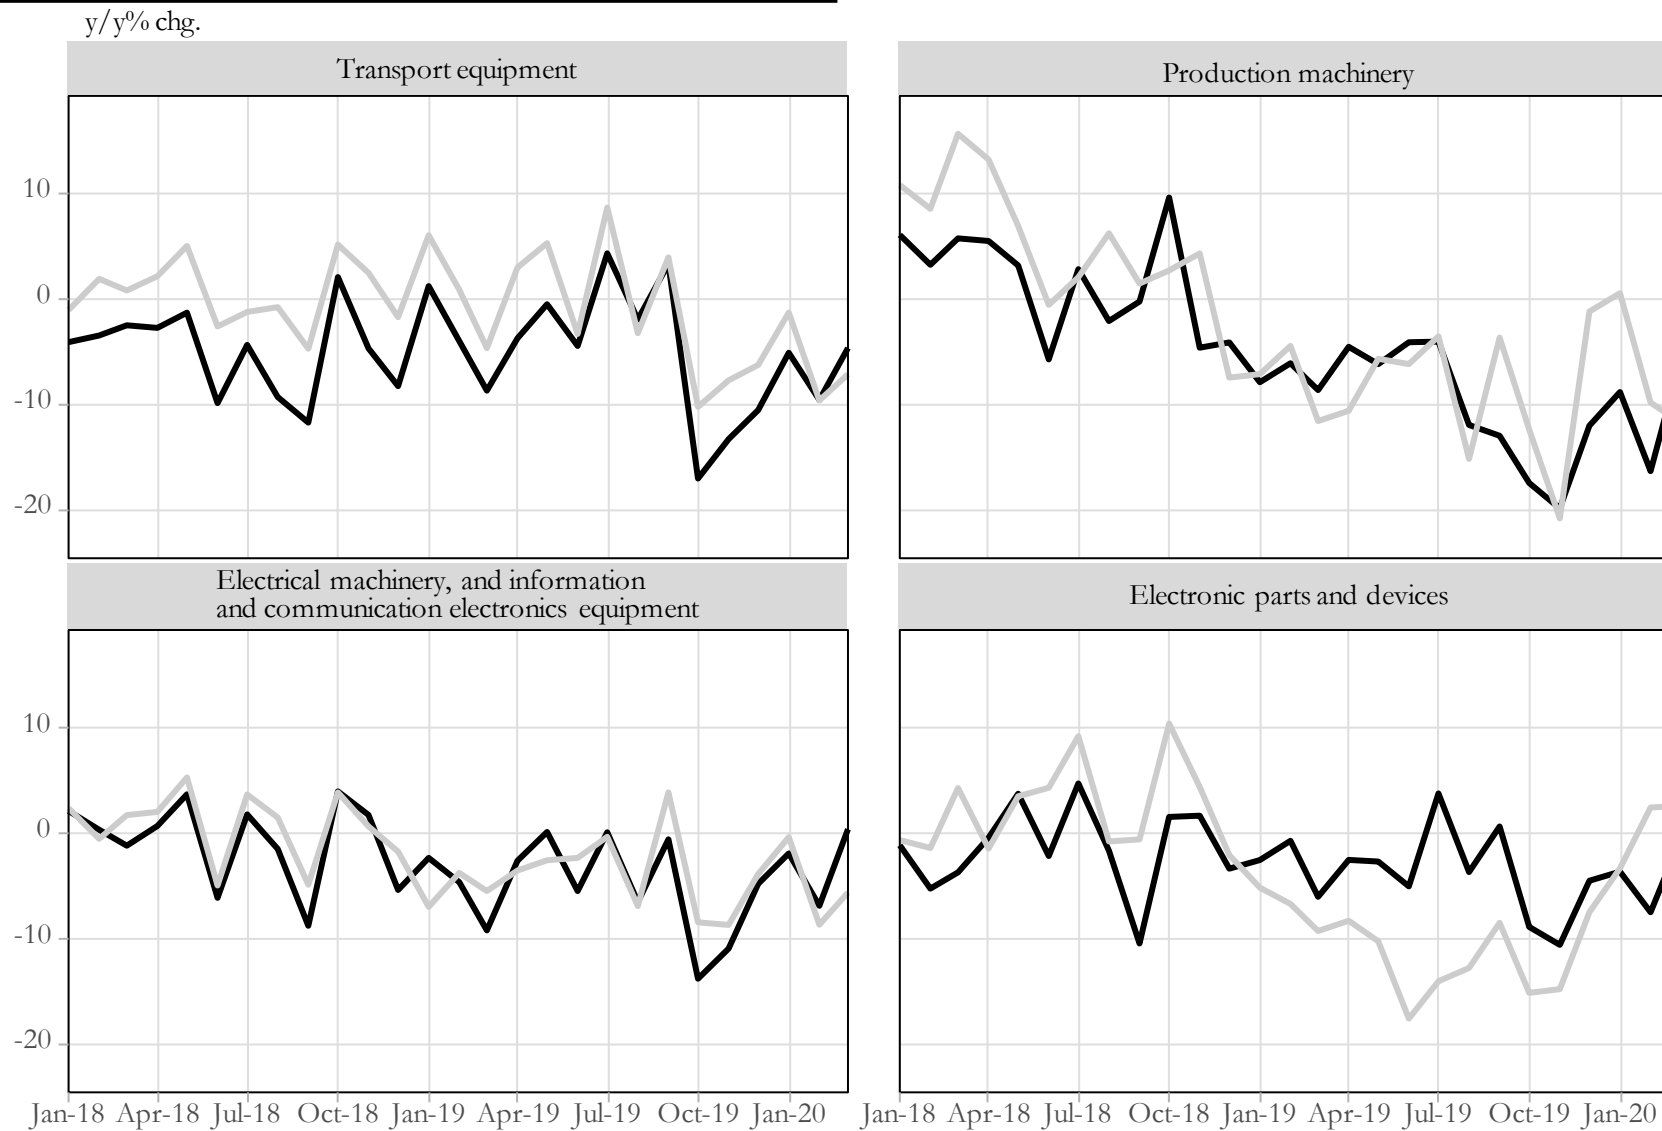 y/y% chg.
Transport equipment
Production machinery
10
0
-10
-20
Electrical machinery, and information
and communication electronics equipment
Electronic parts and devices
10
0
-10
-20
Jan-18 Apr-18 Jul-18 Oct-18 Jan-19 Apr-19 Jul-19 Oct-19 Jan-20
Jan-18 Apr-18 Jul-18 Oct-18 Jan-19 Apr-19 Jul-19 Oct-19 Jan-20